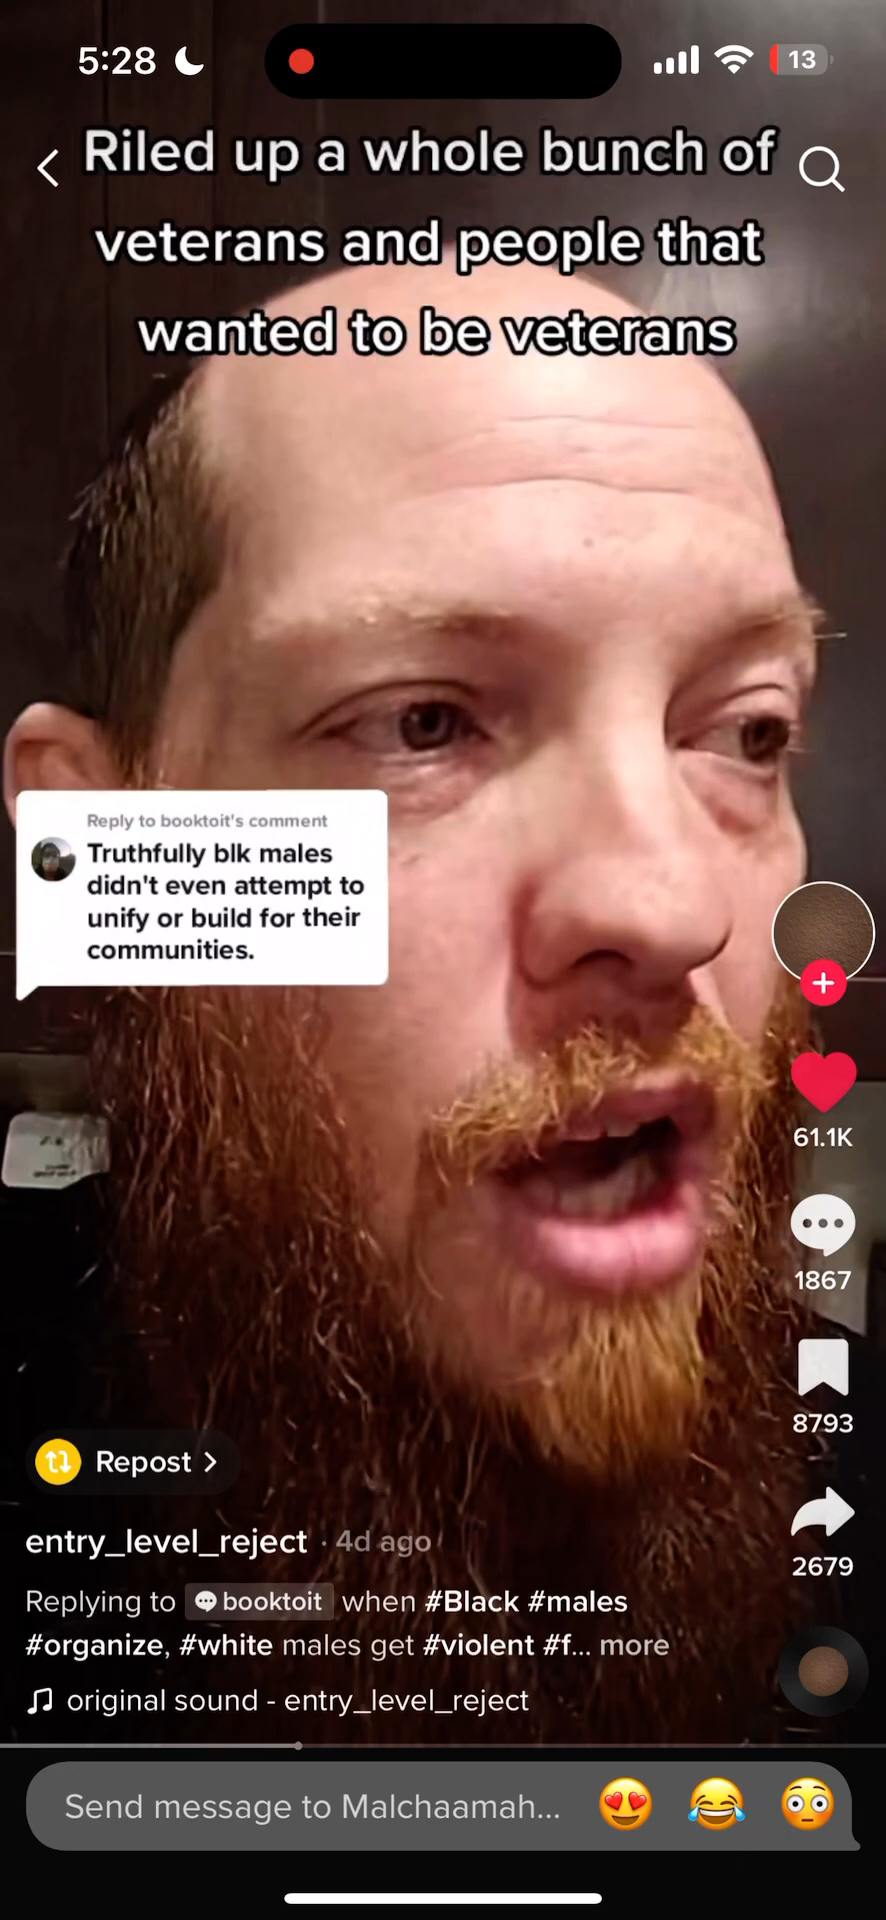 5:28
13
Riled up a whole bunch of
veterans and people that
wanted to be veterans
Reply to booktoit's comment
Truthfully blk males
didn't even attempt to
unify or build for their
communities.
61.1K
1867
8793
2679
Repost
entry_level_reject · 4d ago
Replying to booktoit when #Black #males
#organize, #white males get #violent #f... more
original sound - entry_level_reject
Send message to Malchaamah...